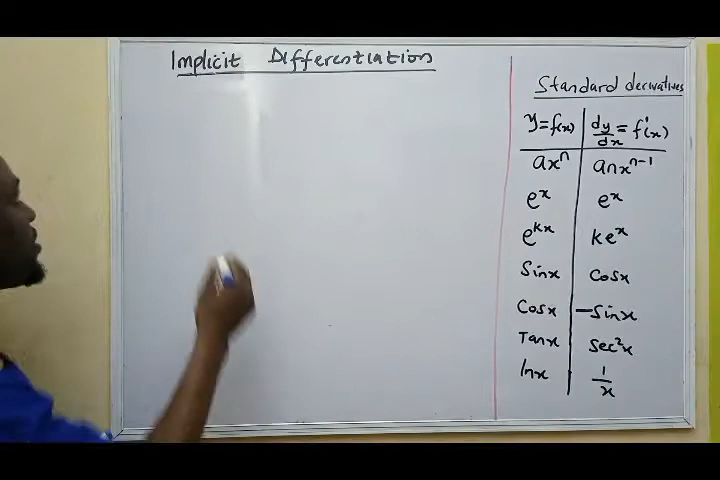 Implicit Differentiation
Standard derivatives
y=f(x) dy/dx = f'(x)
ax^n anx^n-1
e^x e^x
e^kx ke^x
Sinx Cosx
Cosx -Sinx
Tanx Sec²x
lnx 1/x